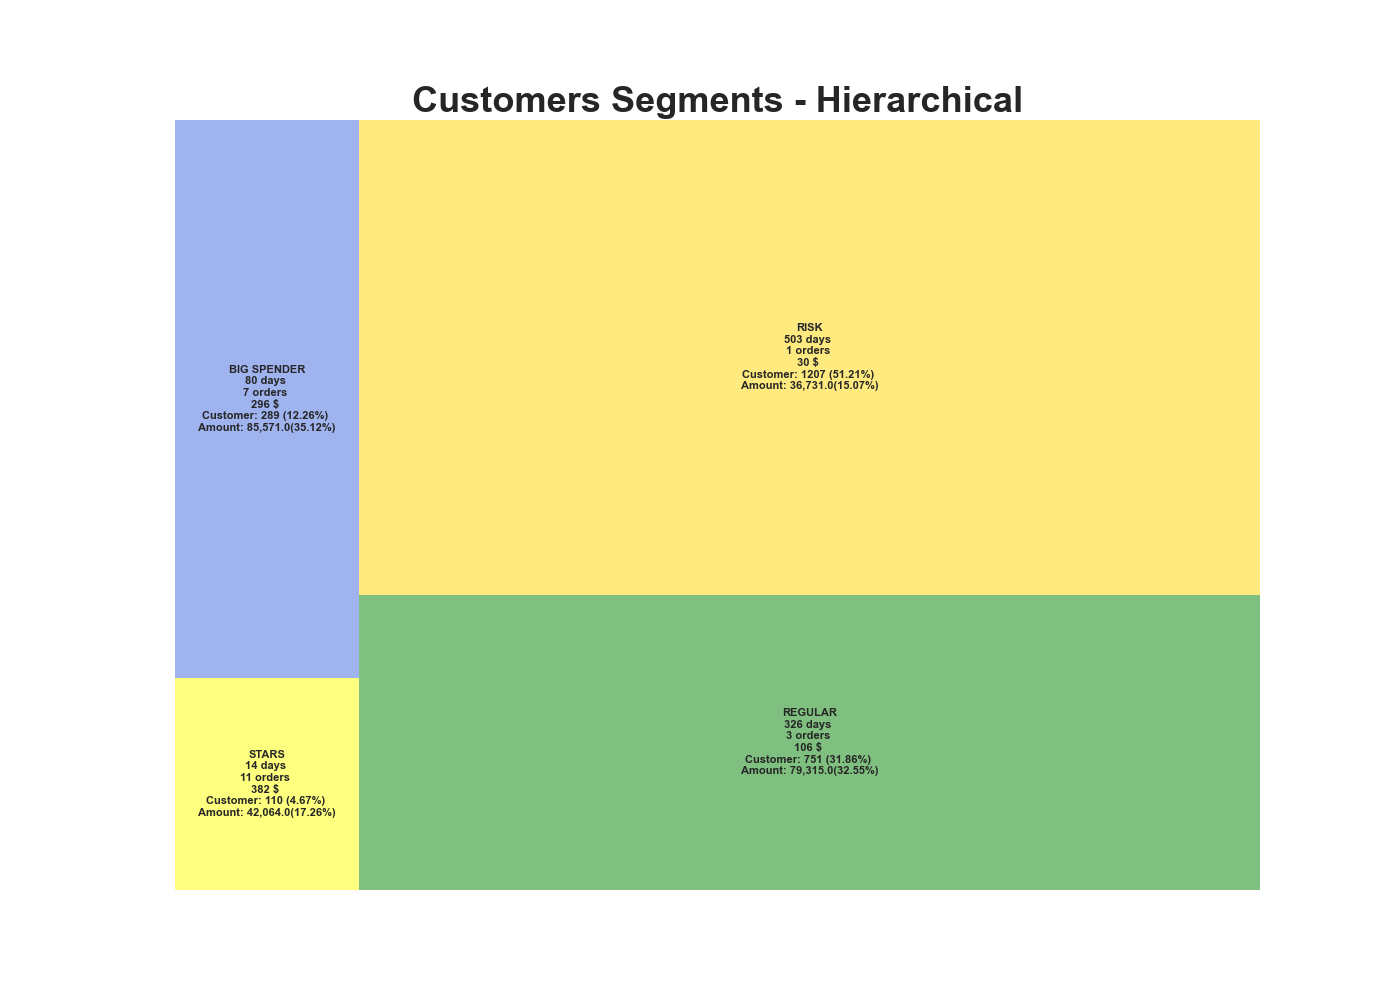 Customers Segments - Hierarchical
BIG SPENDER
80 days
7 orders
296 $
Customer: 289 (12.26%)
Amount: 85,571.0(35.12%)
RISK
503 days
1 orders
30 $
Customer: 1207 (51.21%)
Amount: 36,731.0(15.07%)
STARS
14 days
11 orders
382 $
Customer: 110 (4.67%)
Amount: 42,064.0(17.26%)
REGULAR
326 days
3 orders
106 $
Customer: 751 (31.86%)
Amount: 79,315.0(32.55%)